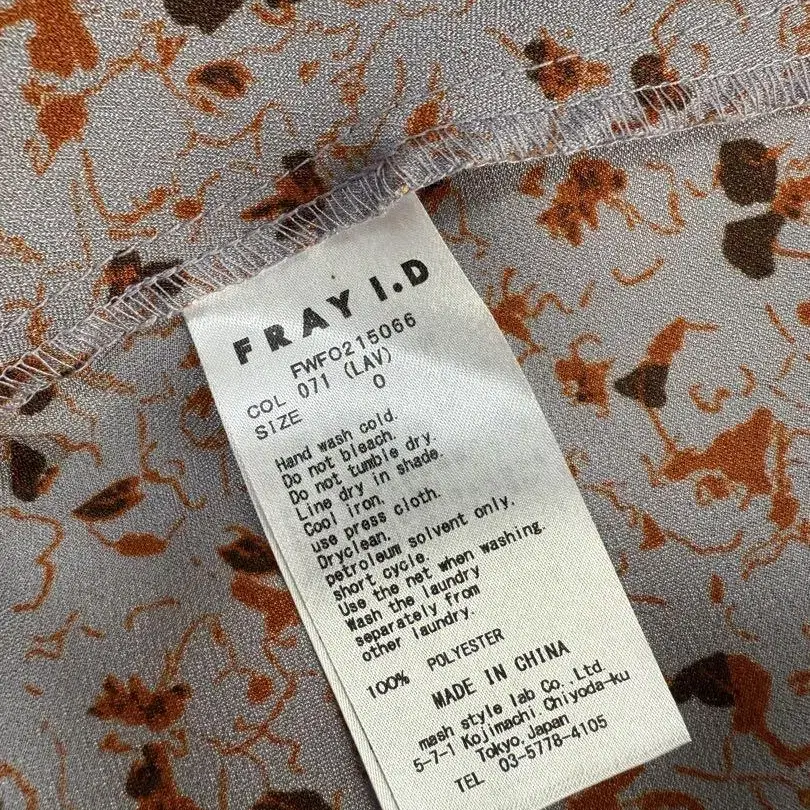 FRAY I.D
FWFO215066
COL 071 (LAV)
SIZE 0
Hand wash cold.
Do not bleach.
Do not tumble dry.
Line dry in shade.
Cool iron.
use press cloth.
Dryclean.
petroleum solvent only.
short cycle.
Use the net when washing.
Wash the laundry
separately from
other laundry.
100% POLYESTER
MADE IN CHINA
mash style lab Co.,Ltd.
5-7-1 Kojimachi, Chiyoda-ku
Tokyo, Japan
TEL 03-5778-4105